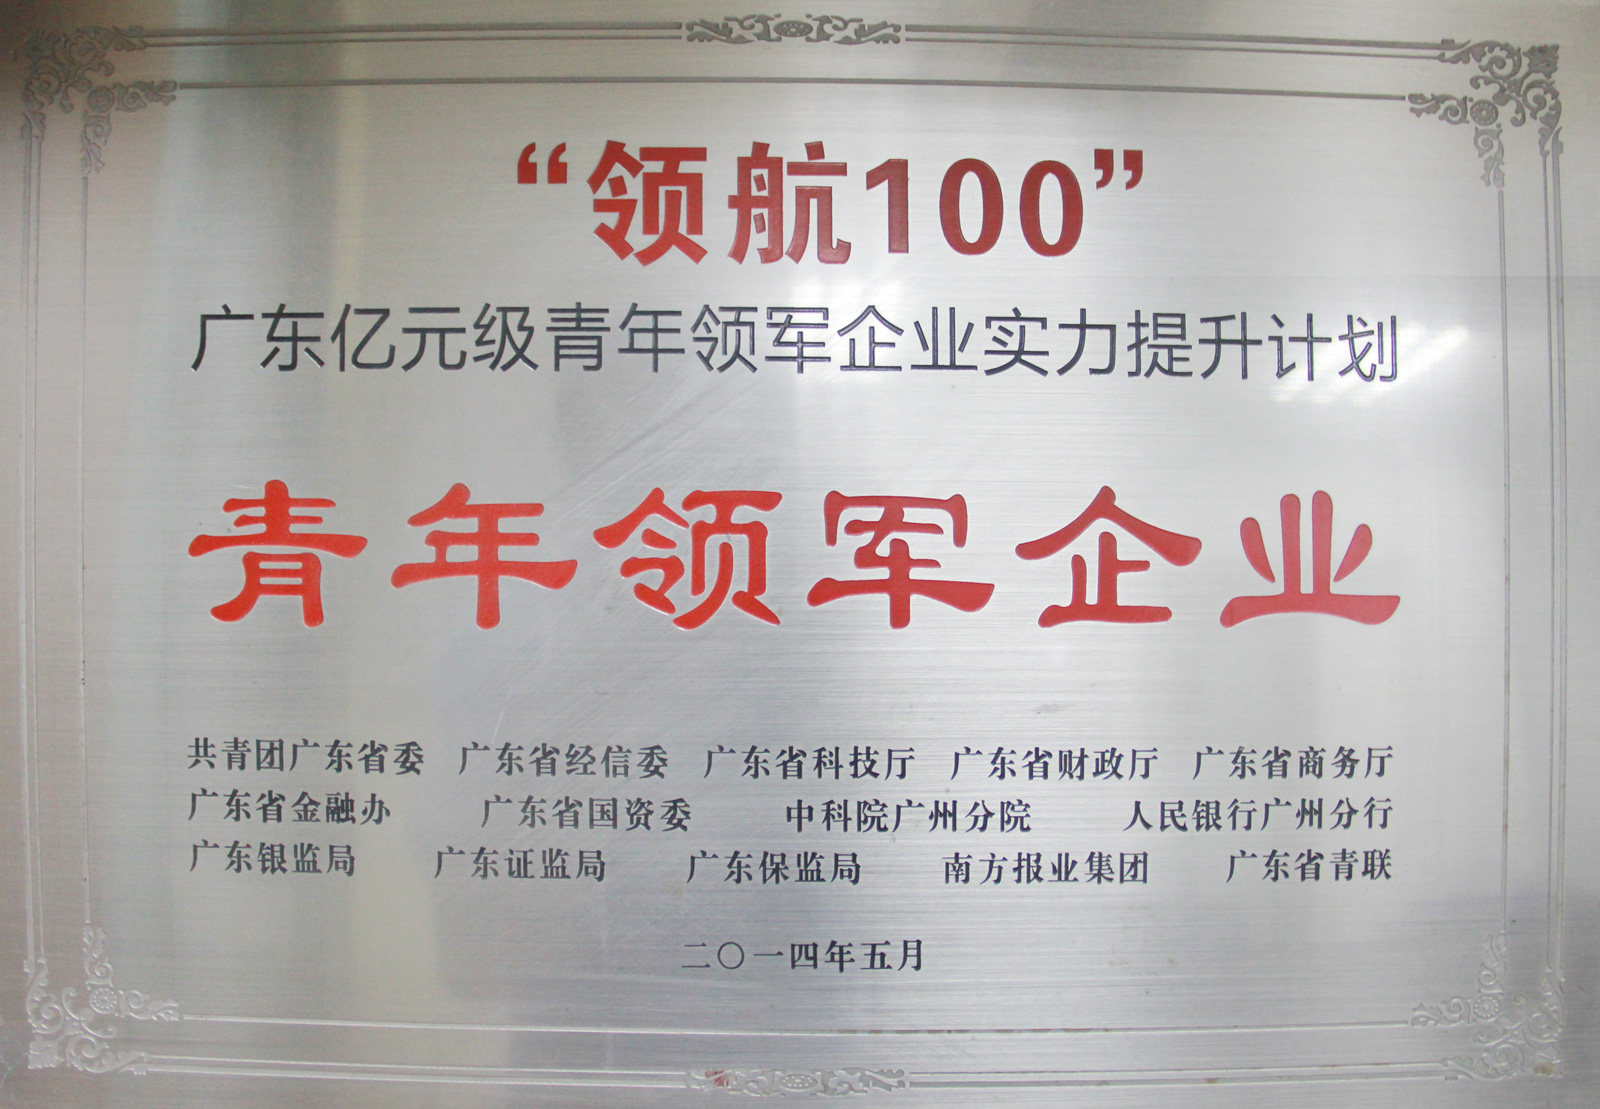 “领航100”
广东亿元级青年领军企业实力提升计划
青年领军企业
共青团广东省委 广东省经信委 广东省科技厅 广东省财政厅 广东省商务厅
广东省金融办 广东省国资委 中科院广州分院 人民银行广州分行
广东银监局 广东证监局 广东保监局 南方报业集团 广东省青联
二〇一四年五月